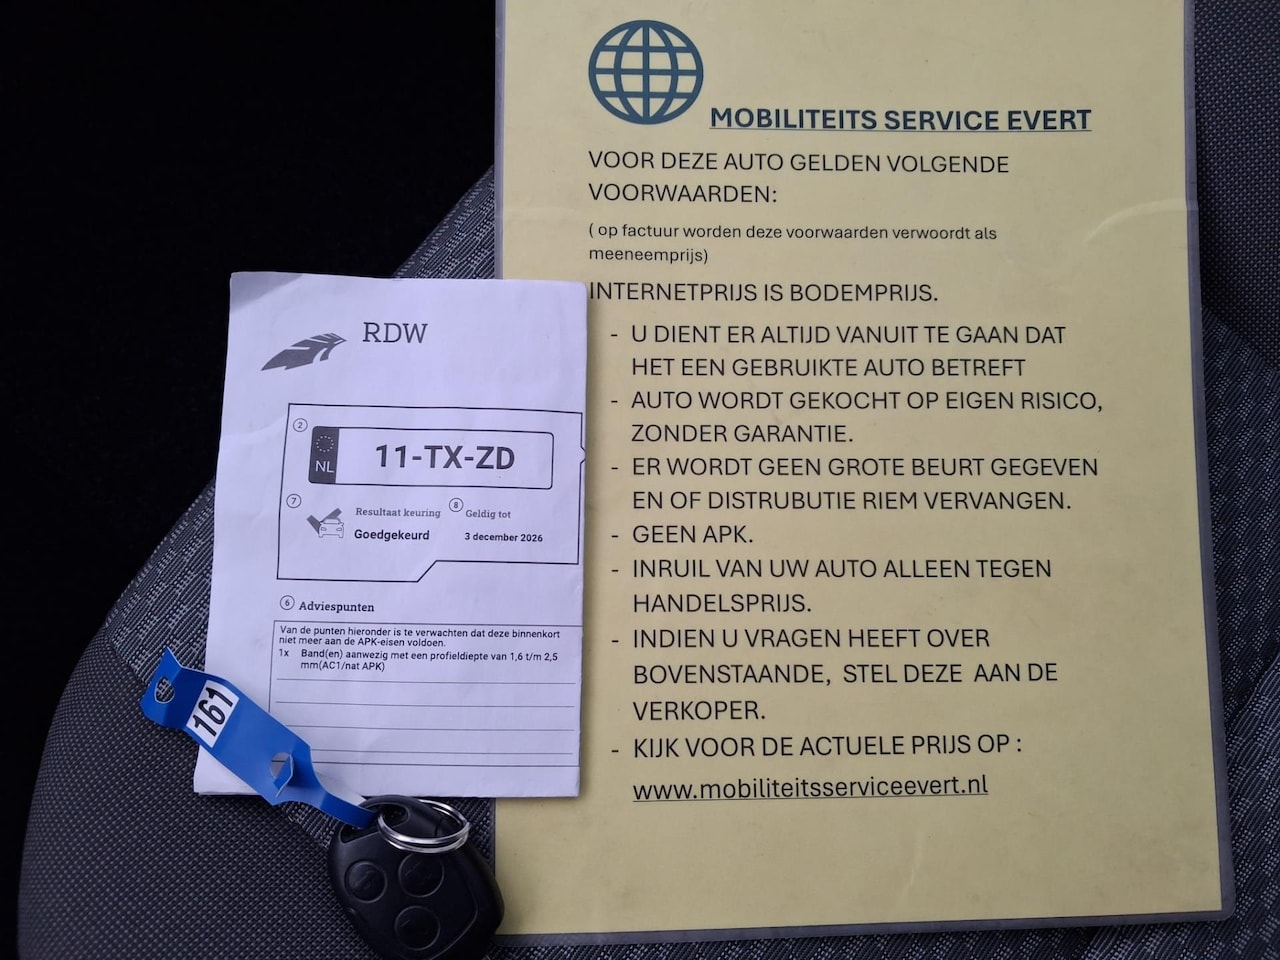 MOBILITEITS SERVICE EVERT
VOOR DEZE AUTO GELDEN VOLGENDE
VOORWAARDEN:
( op factuur worden deze voorwaarden verwoordt als
meeneemprijs)
INTERNETPRIJS IS BODEMPRIJS.
- U DIENT ER ALTIJD VANUIT TE GAAN DAT
HET EEN GEBRUIKTE AUTO BETREFT
- AUTO WORDT GEKOCHT OP EIGEN RISICO,
ZONDER GARANTIE.
- ER WORDT GEEN GROTE BEURT GEGEVEN
EN OF DISTRUBUTIE RIEM VERVANGEN.
- GEEN APK.
- INRUIL VAN UW AUTO ALLEEN TEGEN
HANDELSPRIJS.
- INDIEN U VRAGEN HEEFT OVER
BOVENSTAANDE, STEL DEZE AAN DE
VERKOPER.
- KIJK VOOR DE ACTUELE PRIJS OP :
www.mobiliteitsserviceevert.nl
RDW
2
NL
11-TX-ZD
7
Resultaat keuring
Goedgekeurd
8
Geldig tot
3 december 2026
6 Adviespunten
Van de punten hieronder is te verwachten dat deze binnenkort
niet meer aan de APK-eisen voldoen.
1x Band(en) aanwezig met een profieldiepte van 1,6 t/m 2,5
mm(AC1/nat APK)
161